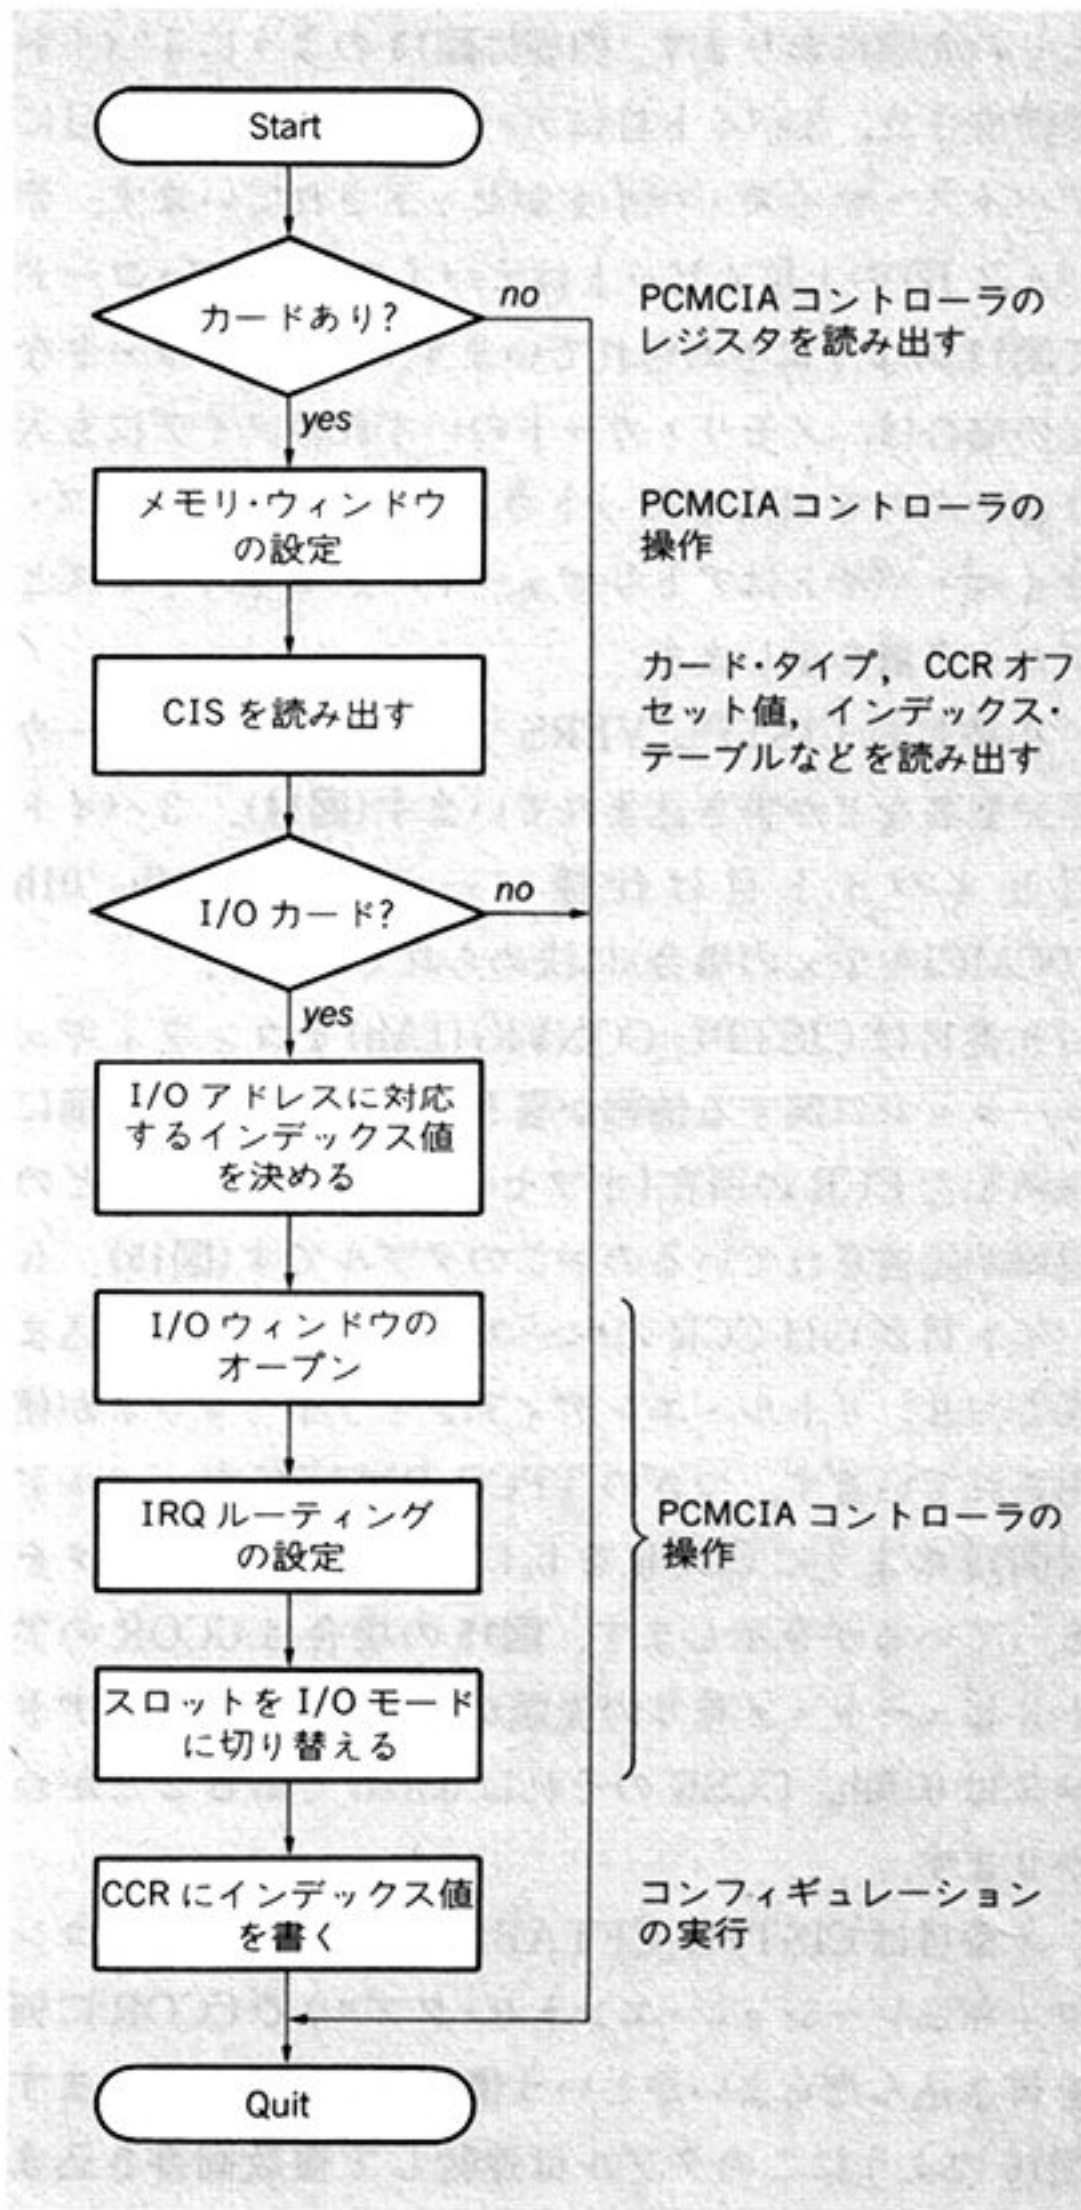 Start
カードあり?
no
PCMCIA コントローラの
レジスタを読み出す
yes
メモリ・ウィンドウ
の設定
PCMCIA コントローラの
操作
CIS を読み出す
カード・タイプ, CCR オフ
セット値, インデックス・
テーブルなどを読み出す
I/O カード?
no
yes
I/O アドレスに対応
するインデックス値
を決める
I/O ウィンドウの
オープン
IRQ ルーティング
の設定
PCMCIA コントローラの
操作
スロットを I/O モード
に切り替える
CCR にインデックス値
を書く
コンフィギュレーション
の実行
Quit